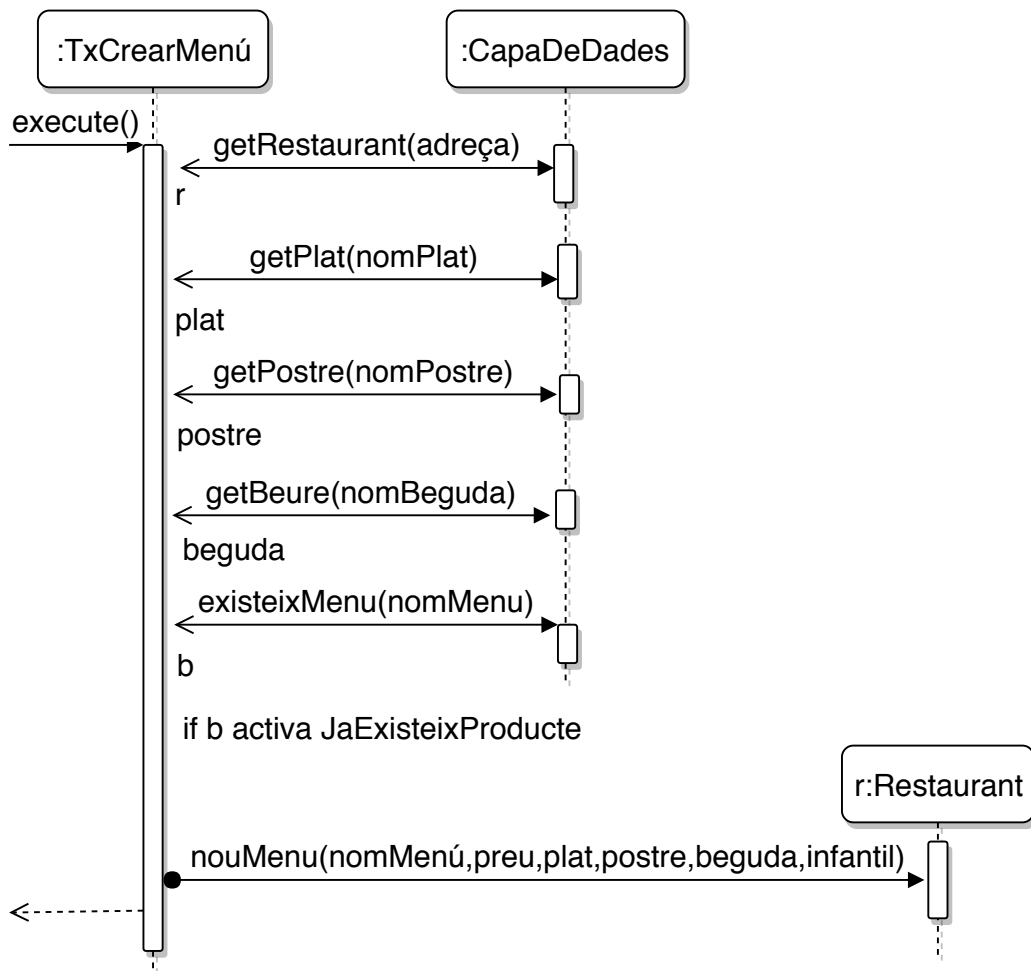 :TxCrearMenú
:CapaDeDades
execute()
getRestaurant(adreça)
r
getPlat(nomPlat)
plat
getPostre(nomPostre)
postre
getBeure(nomBeguda)
beguda
existeixMenu(nomMenu)
b
if b activa JaExisteixProducte
r:Restaurant
nouMenu(nomMenú,preu,plat,postre,beguda,infantil)